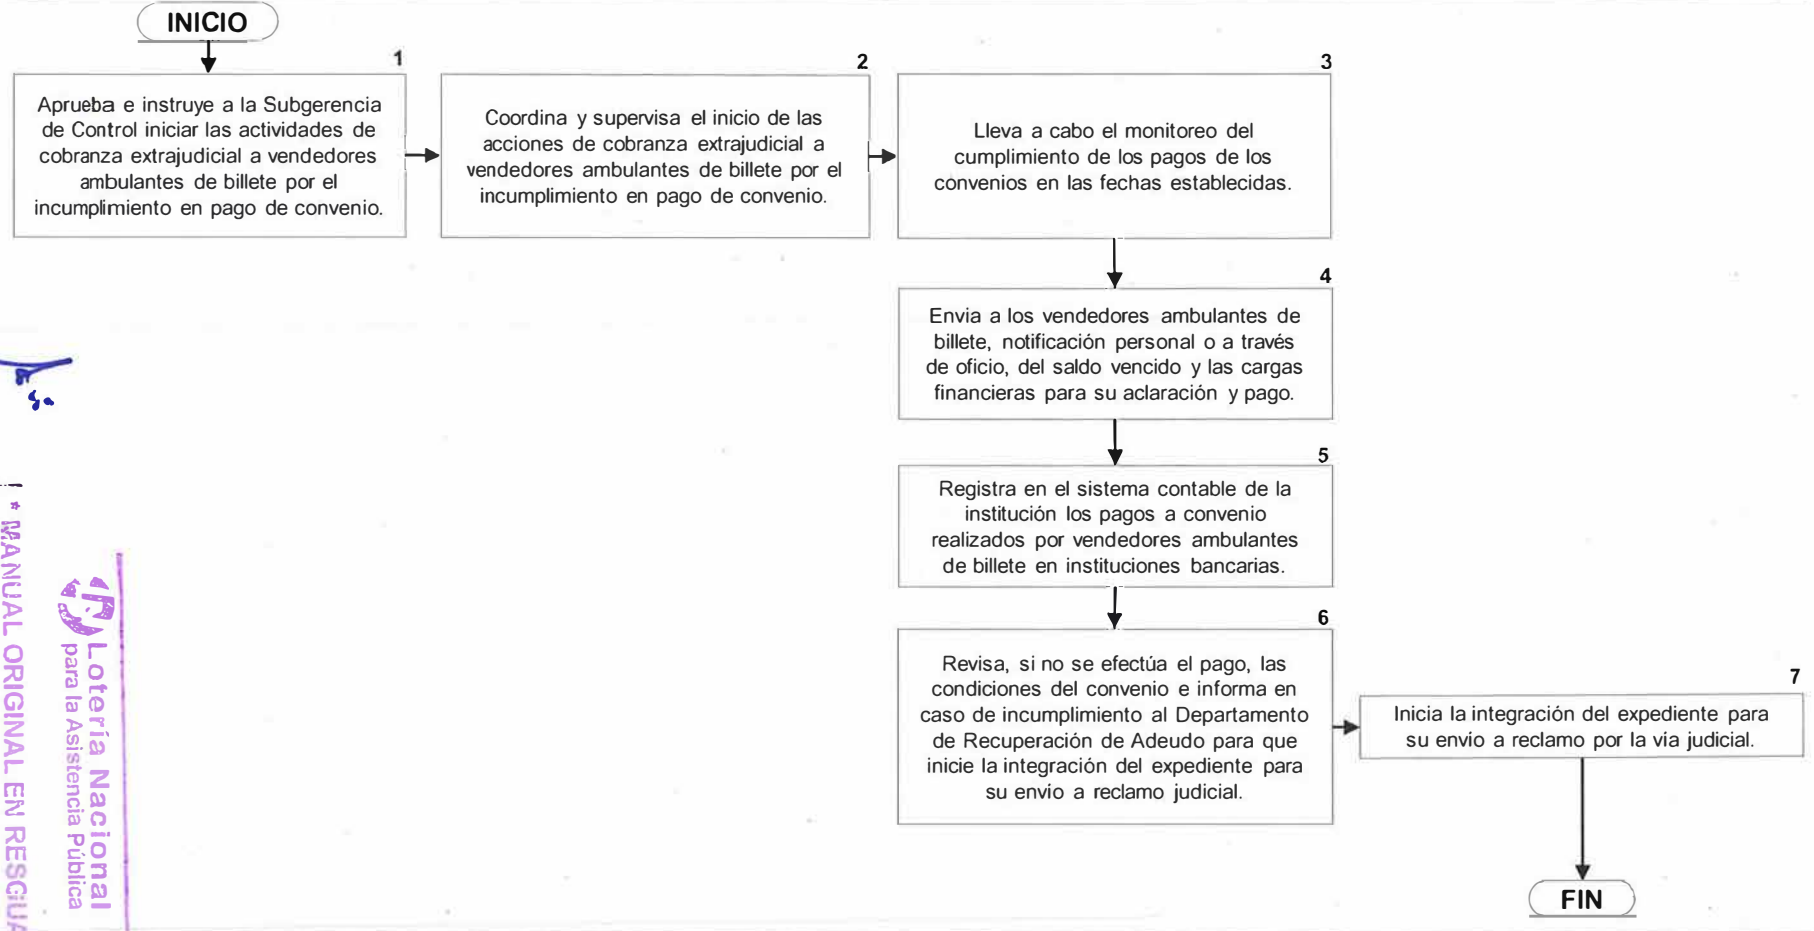 INICIO
1
Aprueba e instruye a la Subgerencia
de Control iniciar las actividades de
cobranza extrajudicial a vendedores
ambulantes de billete por el
incumplimiento en pago de convenio.
2
Coordina y supervisa el inicio de las
acciones de cobranza extrajudicial a
vendedores ambulantes de billete por el
incumplimiento en pago de convenio.
3
Lleva a cabo el monitoreo del
cumplimiento de los pagos de los
convenios en las fechas establecidas.
4
Envia a los vendedores ambulantes de
billete, notificación personal o a través
de oficio, del saldo vencido y las cargas
financieras para su aclaración y pago.
5
Registra en el sistema contable de la
institución los pagos a convenio
realizados por vendedores ambulantes
de billete en instituciones bancarias.
6
Revisa, si no se efectúa el pago, las
condiciones del convenio e informa en
caso de incumplimiento al Departamento
de Recuperación de Adeudo para que
inicie la integración del expediente para
su envio a reclamo judicial.
7
Inicia la integración del expediente para
su envio a reclamo por la via judicial.
FIN
Lotería Nacional
para la Asistencia Pública
* MANUAL ORIGINAL EN RESGUA